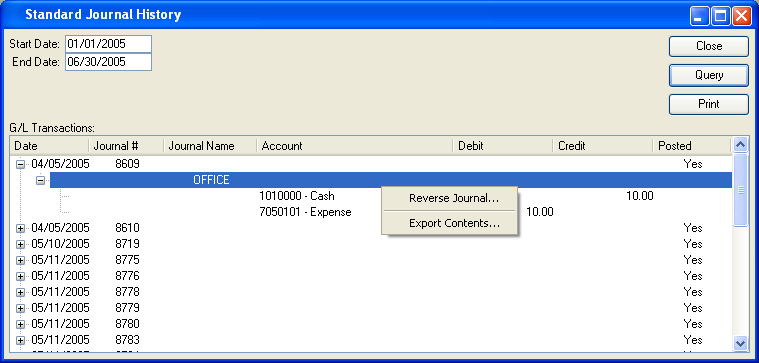 Standard Journal History
Start Date: 01/01/2005 Close
End Date: 06/30/2005 Query
Print
G/L Transactions:
Date Journal # Journal Name Account Debit Credit Posted
04/05/2005 8609 Yes
OFFICE
1010000 - Cash 10.00
7050101 - Expense 10.00
Reverse Journal...
Export Contents...
04/05/2005 8610 Yes
05/10/2005 8719 Yes
05/11/2005 8775 Yes
05/11/2005 8776 Yes
05/11/2005 8778 Yes
05/11/2005 8779 Yes
05/11/2005 8780 Yes
05/11/2005 8783 Yes